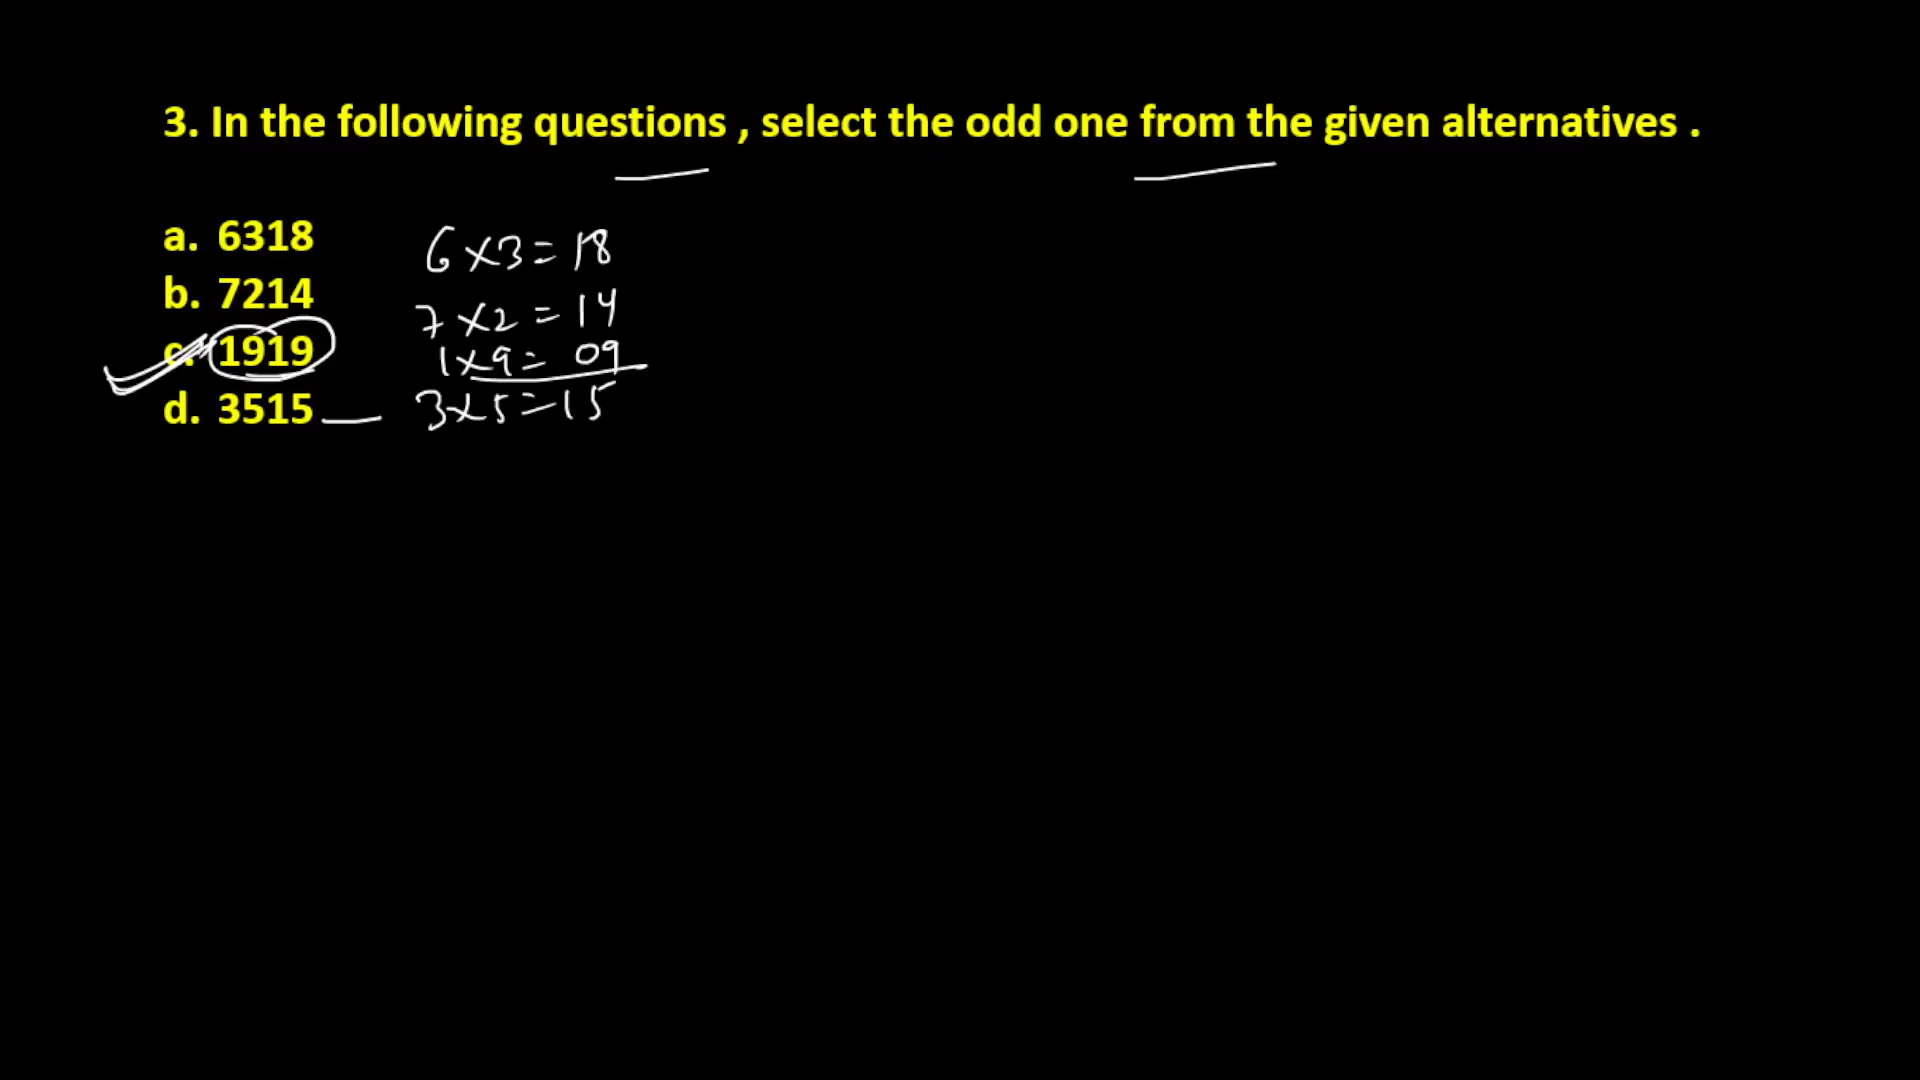 3. In the following questions , select the odd one from the given alternatives .
a. 6318
6 x 3 = 18
b. 7214
7 x 2 = 14
c. 1919
1 x 9 = 09
d. 3515
3 x 5 = 15